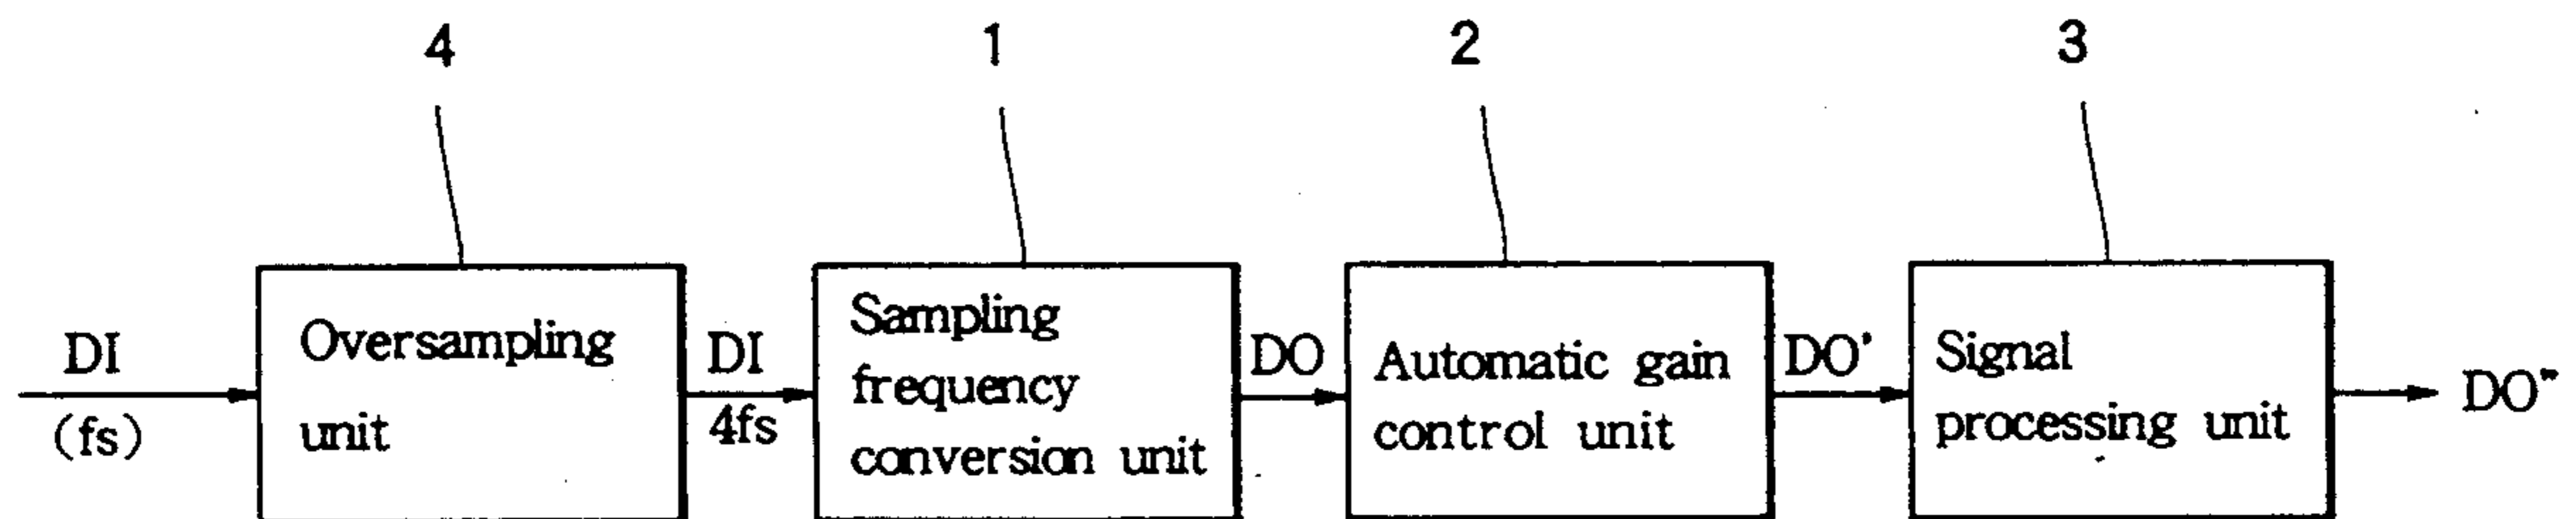 4
1
2
3
DI
(fs)
Oversampling
unit
DI
4fs
Sampling
frequency
conversion unit
DO
Automatic gain
control unit
DO'
Signal
processing unit
DO"